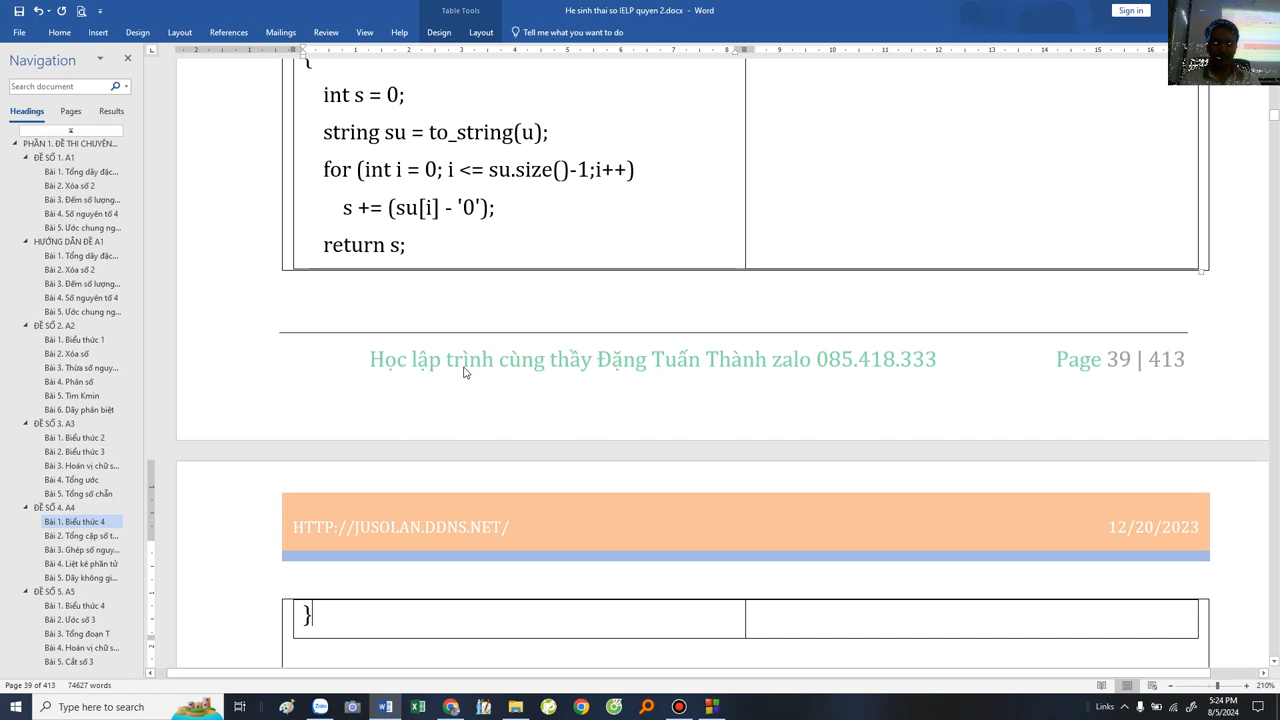 Table Tools
He sinh thai so IELP quyen 2.docx - Word
Sign in
File Home Insert Design Layout References Mailings Review View Help Design Layout Tell me what you want to do
Navigation
Search document
Headings Pages Results
PHẦN 1. ĐỀ THI CHUYÊN...
ĐỀ SỐ 1. A1
Bài 1. Tổng dãy đặc...
Bài 2. Xóa số 2
Bài 3. Đếm số lượng...
Bài 4. Số nguyên tố 4
Bài 5. Ước chung ng...
HƯỚNG DẪN ĐỀ A1
Bài 1. Tổng dãy đặc...
Bài 2. Xóa số 2
Bài 3. Đếm số lượng...
Bài 4. Số nguyên tố 4
Bài 5. Ước chung ng...
ĐỀ SỐ 2. A2
Bài 1. Biểu thức 1
Bài 2. Xóa số
Bài 3. Thừa số nguy...
Bài 4. Phân số
Bài 5. Tìm Kmin
Bài 6. Dãy phân biệt
ĐỀ SỐ 3. A3
Bài 1. Biểu thức 2
Bài 2. Biểu thức 3
Bài 3. Hoán vị chữ s...
Bài 4. Tổng ước
Bài 5. Tổng số chẵn
ĐỀ SỐ 4. A4
Bài 1. Biểu thức 4
Bài 2. Tổng cặp số t...
Bài 3. Ghép số nguy...
Bài 4. Liệt kê phần tử
Bài 5. Dãy không gi...
ĐỀ SỐ 5. A5
Bài 1. Biểu thức 4
Bài 2. Ước số 3
Bài 3. Tổng đoạn T
Bài 4. Hoán vị chữ s...
Bài 5. Cắt số 3
{
int s = 0;
string su = to_string(u);
for (int i = 0; i <= su.size()-1;i++)
s += (su[i] - '0');
return s;
Học lập trình cùng thầy Đặng Tuấn Thành zalo 085.418.333 Page 39 | 413
HTTP://JUSOLAN.DDNS.NET/ 12/20/2023
}
Page 39 of 413 74627 words
210%
Type here to search
5:24 PM
8/5/2024